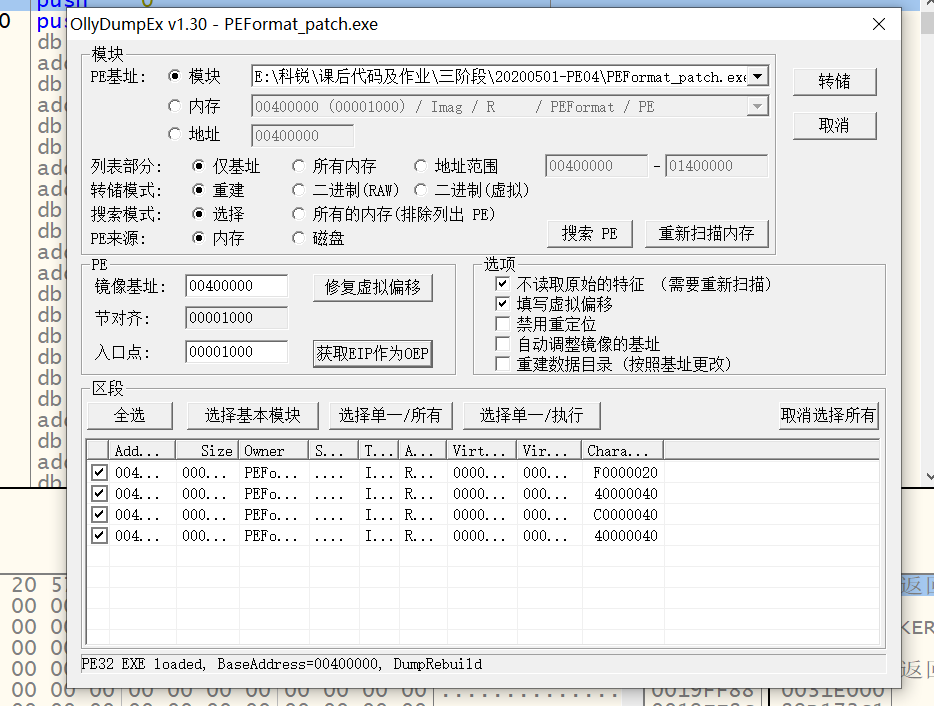 push 0
OllyDumpEx v1.30 - PEFormat_patch.exe
模块
PE基址: 模块 E:\科锐\课后代码及作业\三阶段\20200501-PE04\PEFormat_patch.exe 转储
内存 00400000 (00001000) / Imag / R / PEFormat / PE
取消
地址 00400000
列表部分: 仅基址 所有内存 地址范围 00400000 - 01400000
转储模式: 重建 二进制(RAW) 二进制(虚拟)
搜索模式: 选择 所有的内存(排除列出 PE)
PE来源: 内存 磁盘 搜索 PE 重新扫描内存
PE
镜像基址: 00400000 修复虚拟偏移
节对齐: 00001000
入口点: 00001000 获取EIP作为OEP
选项
不读取原始的特征 (需要重新扫描)
填写虚拟偏移
禁用重定位
自动调整镜像的基址
重建数据目录 (按照基址更改)
区段
全选 选择基本模块 选择单一/所有 选择单一/执行 取消选择所有
Add... Size Owner S... T... A... Virt... Vir... Chara...
004... 000... PEFo... .... I... R... 0000... 000... F0000020
004... 000... PEFo... .... I... R... 0000... 000... 40000040
004... 000... PEFo... .... I... R... 0000... 000... C0000040
004... 000... PEFo... .... I... R... 0000... 000... 40000040
PE32 EXE loaded, BaseAddress=00400000, DumpRebuild
20 57
00 00
00 00 KER
00 00
00 00
00 00 00 00 00 00 00 00 00 00 ............. 0019FF88 0031E000